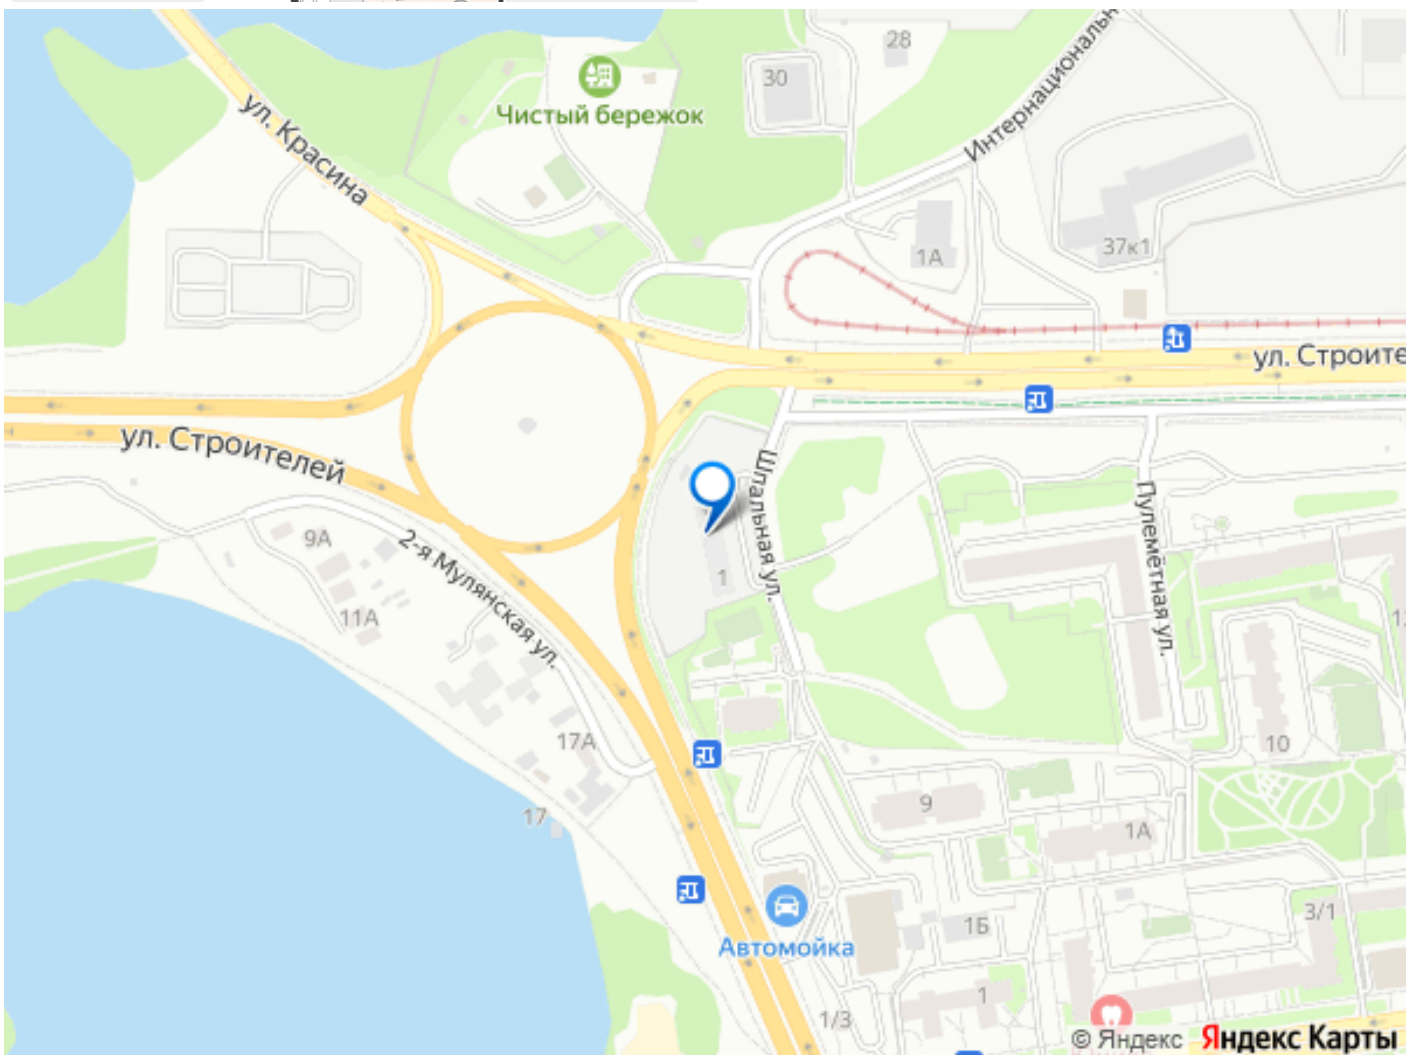 28
30
Чистый бережок
ул. Красина
Интернациональн
1А
37к1
ул. Строите
ул. Строителей
Шпальная ул.
Пулемётная ул.
9А
2-я Мулянская ул.
1
11А
17А
10
17
9
1А
Автомойка
1Б
3/1
1
1/3
© Яндекс Яндекс Карты